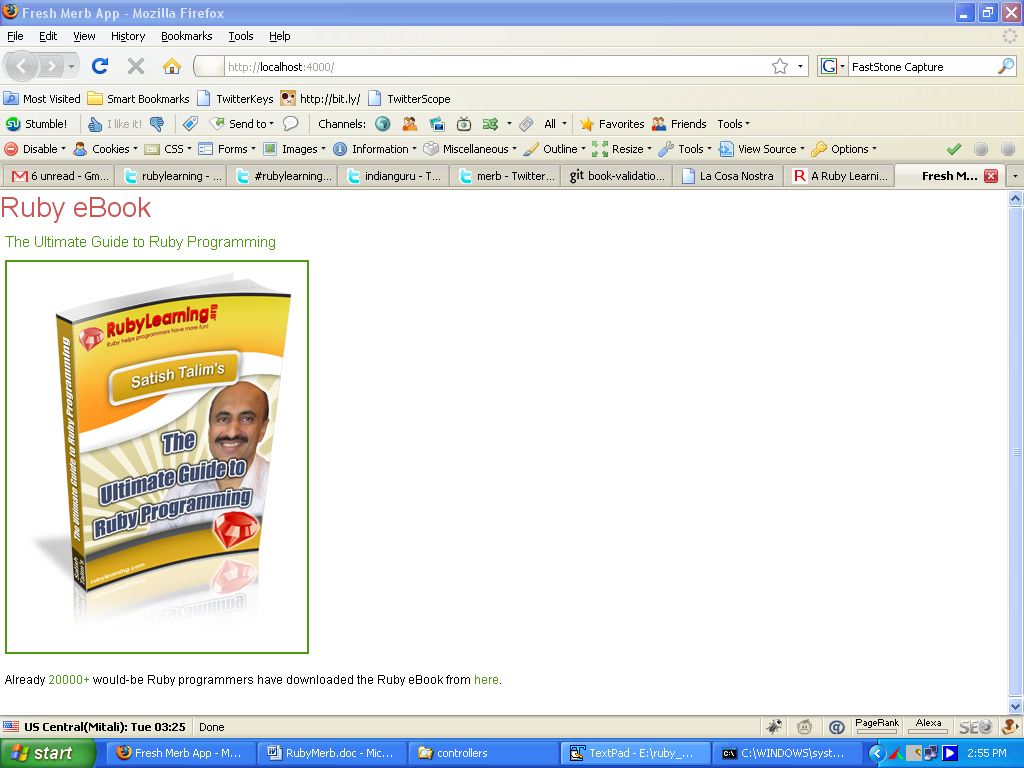 Fresh Merb App - Mozilla Firefox
File Edit View History Bookmarks Tools Help
http://localhost:4000/ G FastStone Capture
Most Visited Smart Bookmarks TwitterKeys http://bit.ly/ TwitterScope
Stumble! I like it! Send to Channels: All Favorites Friends Tools
Disable Cookies CSS Forms Images Information Miscellaneous Outline Resize Tools View Source Options
6 unread - Gm... rubylearning - ... #rubylearning... indianguru - T... merb - Twitter... git book-validatio... La Cosa Nostra R A Ruby Learni... Fresh M...
Ruby eBook
The Ultimate Guide to Ruby Programming
RubyLearning.org
Ruby helps programmers have more fun!
Satish Talim's
The
Ultimate Guide to
Ruby Programming
rubylearning.com
The Ultimate Guide to Ruby Programming
Satish Talim's
Already 20000+ would-be Ruby programmers have downloaded the Ruby eBook from here.
US Central(Mitali): Tue 03:25 Done PageRank Alexa SEO
start Fresh Merb App - M... RubyMerb.doc - Mic... controllers TextPad - E:\ruby_... C:\WINDOWS\syst... 2:55 PM